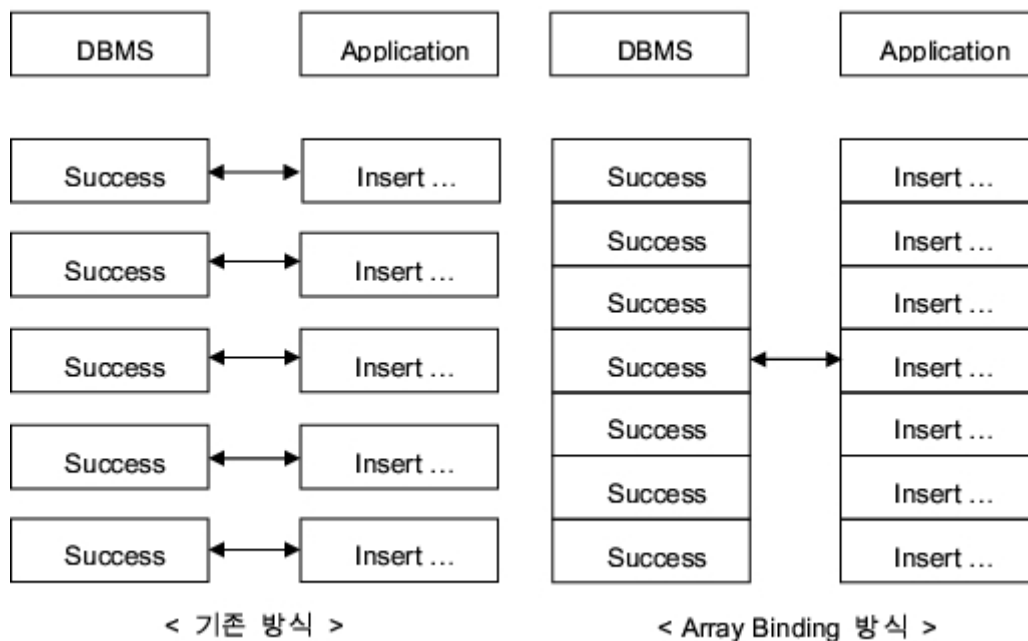 DBMS Application DBMS Application
Success Insert ... Success Insert ...
Success Insert ... Success Insert ...
Success Insert ... Success Insert ...
Success Insert ... Success Insert ...
Success Insert ... Success Insert ...
Success Insert ...
Success Insert ...
< 기존 방식 > < Array Binding 방식 >